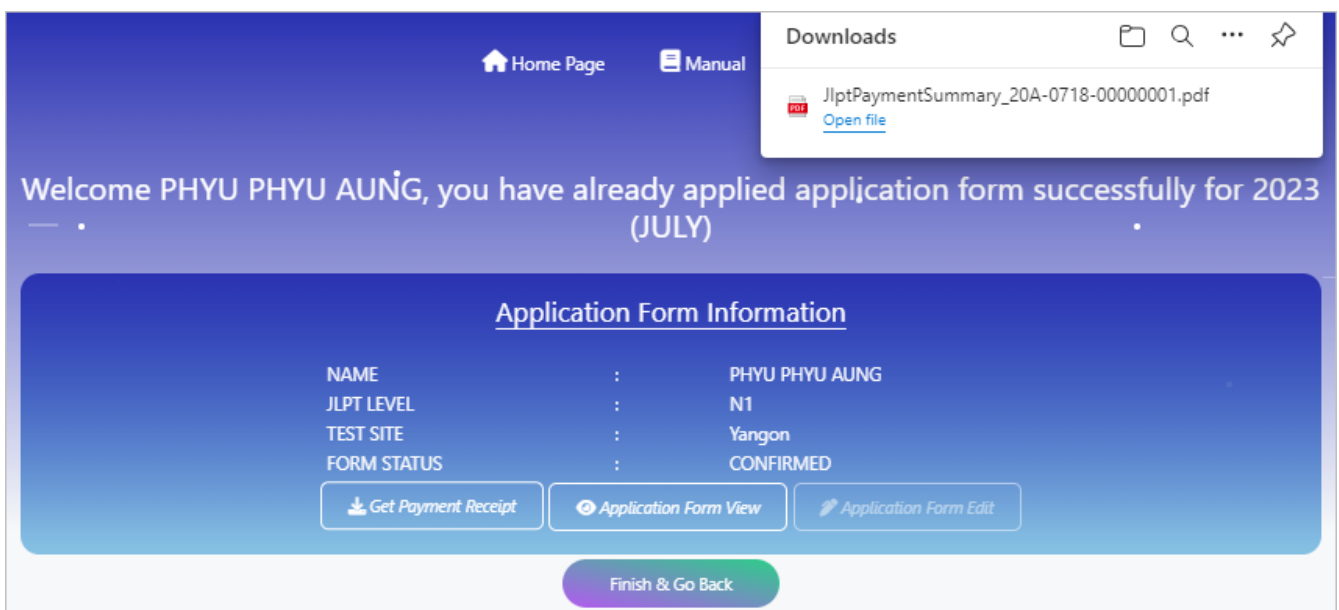 Home Page
Manual
Downloads
JlptPaymentSummary_20A-0718-00000001.pdf
PDF
Open file
Welcome PHYU PHYU AUNG, you have already applied application form successfully for 2023
(JULY)
Application Form Information
NAME : PHYU PHYU AUNG
JLPT LEVEL : N1
TEST SITE : Yangon
FORM STATUS : CONFIRMED
Get Payment Receipt
Application Form View
Application Form Edit
Finish & Go Back